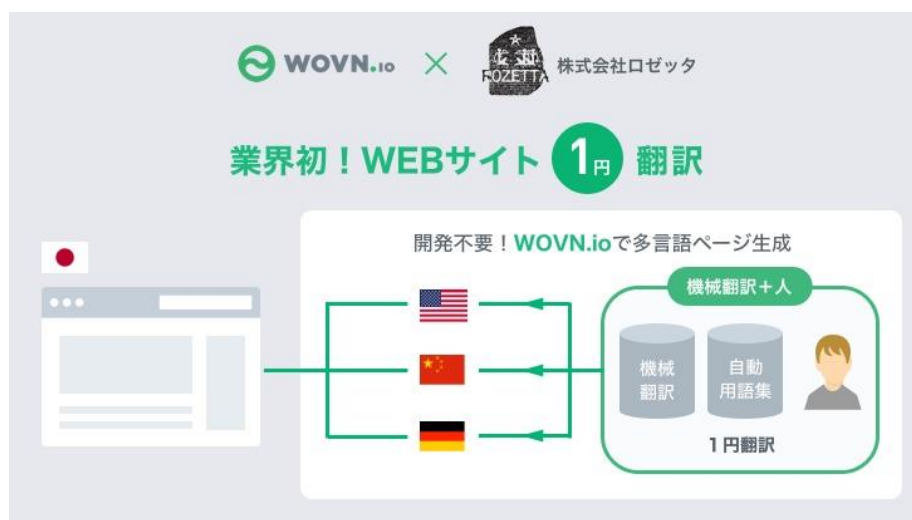 WOVN.io × ROZETTA 株式会社ロゼッタ
業界初！WEBサイト 1円 翻訳
開発不要！WOVN.ioで多言語ページ生成
機械翻訳＋人
機械
翻訳
自動
用語集
1円翻訳